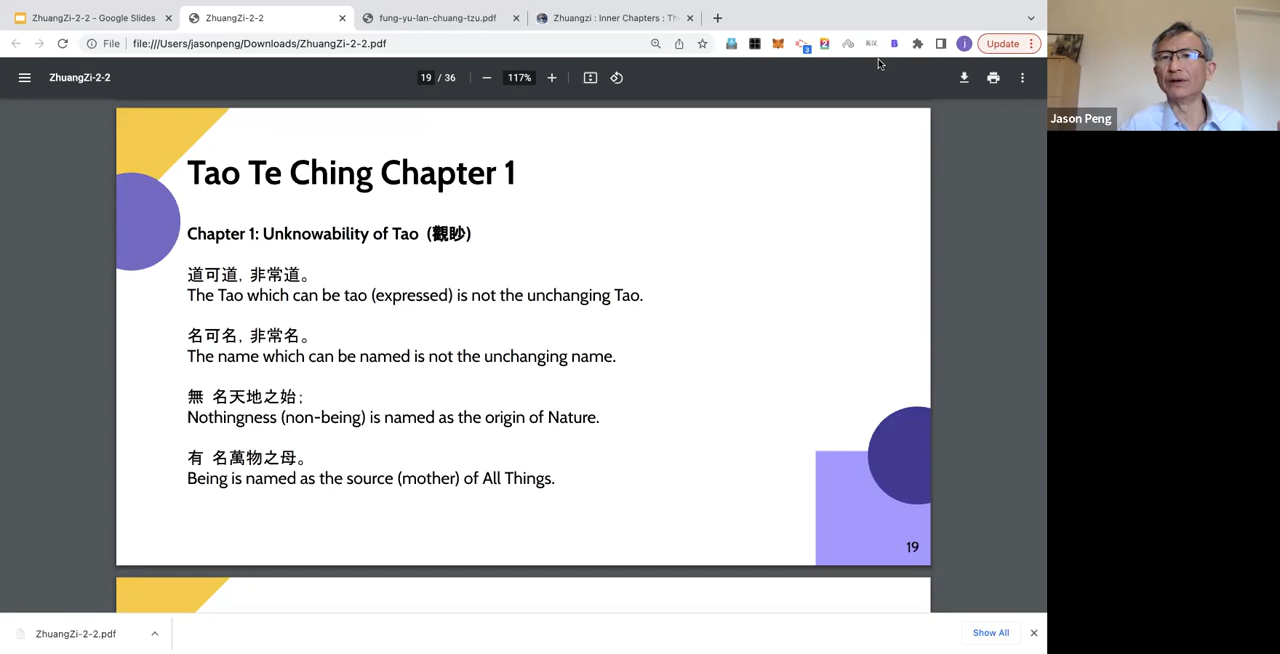 ZhuangZi-2-2 - Google Slides
ZhuangZi-2-2
fung-yu-lan-chuang-tzu.pdf
Zhuangzi : Inner Chapters : Th
File
file:///Users/jasonpeng/Downloads/ZhuangZi-2-2.pdf
Update
ZhuangZi-2-2
19 / 36
117%
Jason Peng
Tao Te Ching Chapter 1
Chapter 1: Unknowability of Tao (觀眇)
道可道, 非常道。
The Tao which can be tao (expressed) is not the unchanging Tao.
名可名, 非常名。
The name which can be named is not the unchanging name.
無 名天地之始;
Nothingness (non-being) is named as the origin of Nature.
有 名萬物之母。
Being is named as the source (mother) of All Things.
19
ZhuangZi-2-2.pdf
Show All